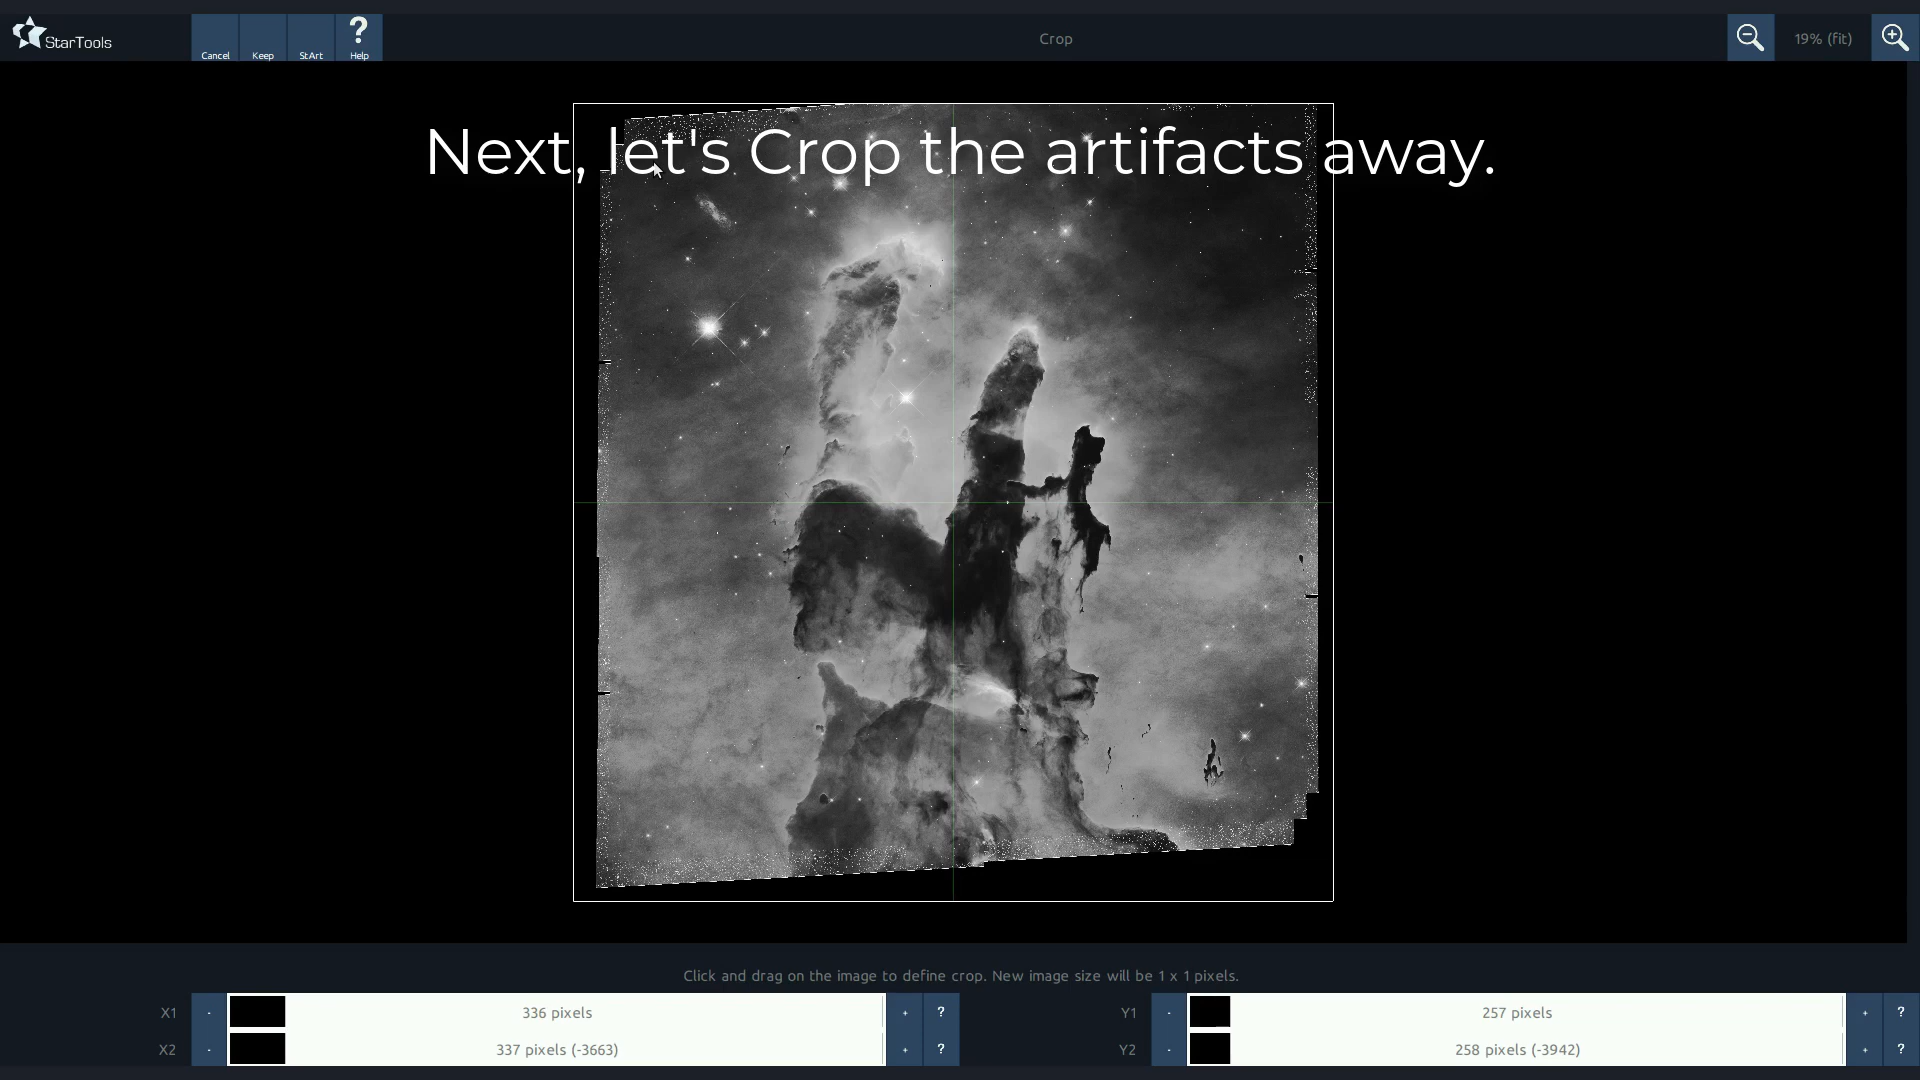 StarTools
Cancel
Keep
StArt
?
Help
Crop
19% (fit)
Next, let's Crop the artifacts away.
Click and drag on the image to define crop. New image size will be 1 x 1 pixels.
X1 - 336 pixels + ? Y1 - 257 pixels + ?
X2 - 337 pixels (-3663) + ? Y2 - 258 pixels (-3942) + ?